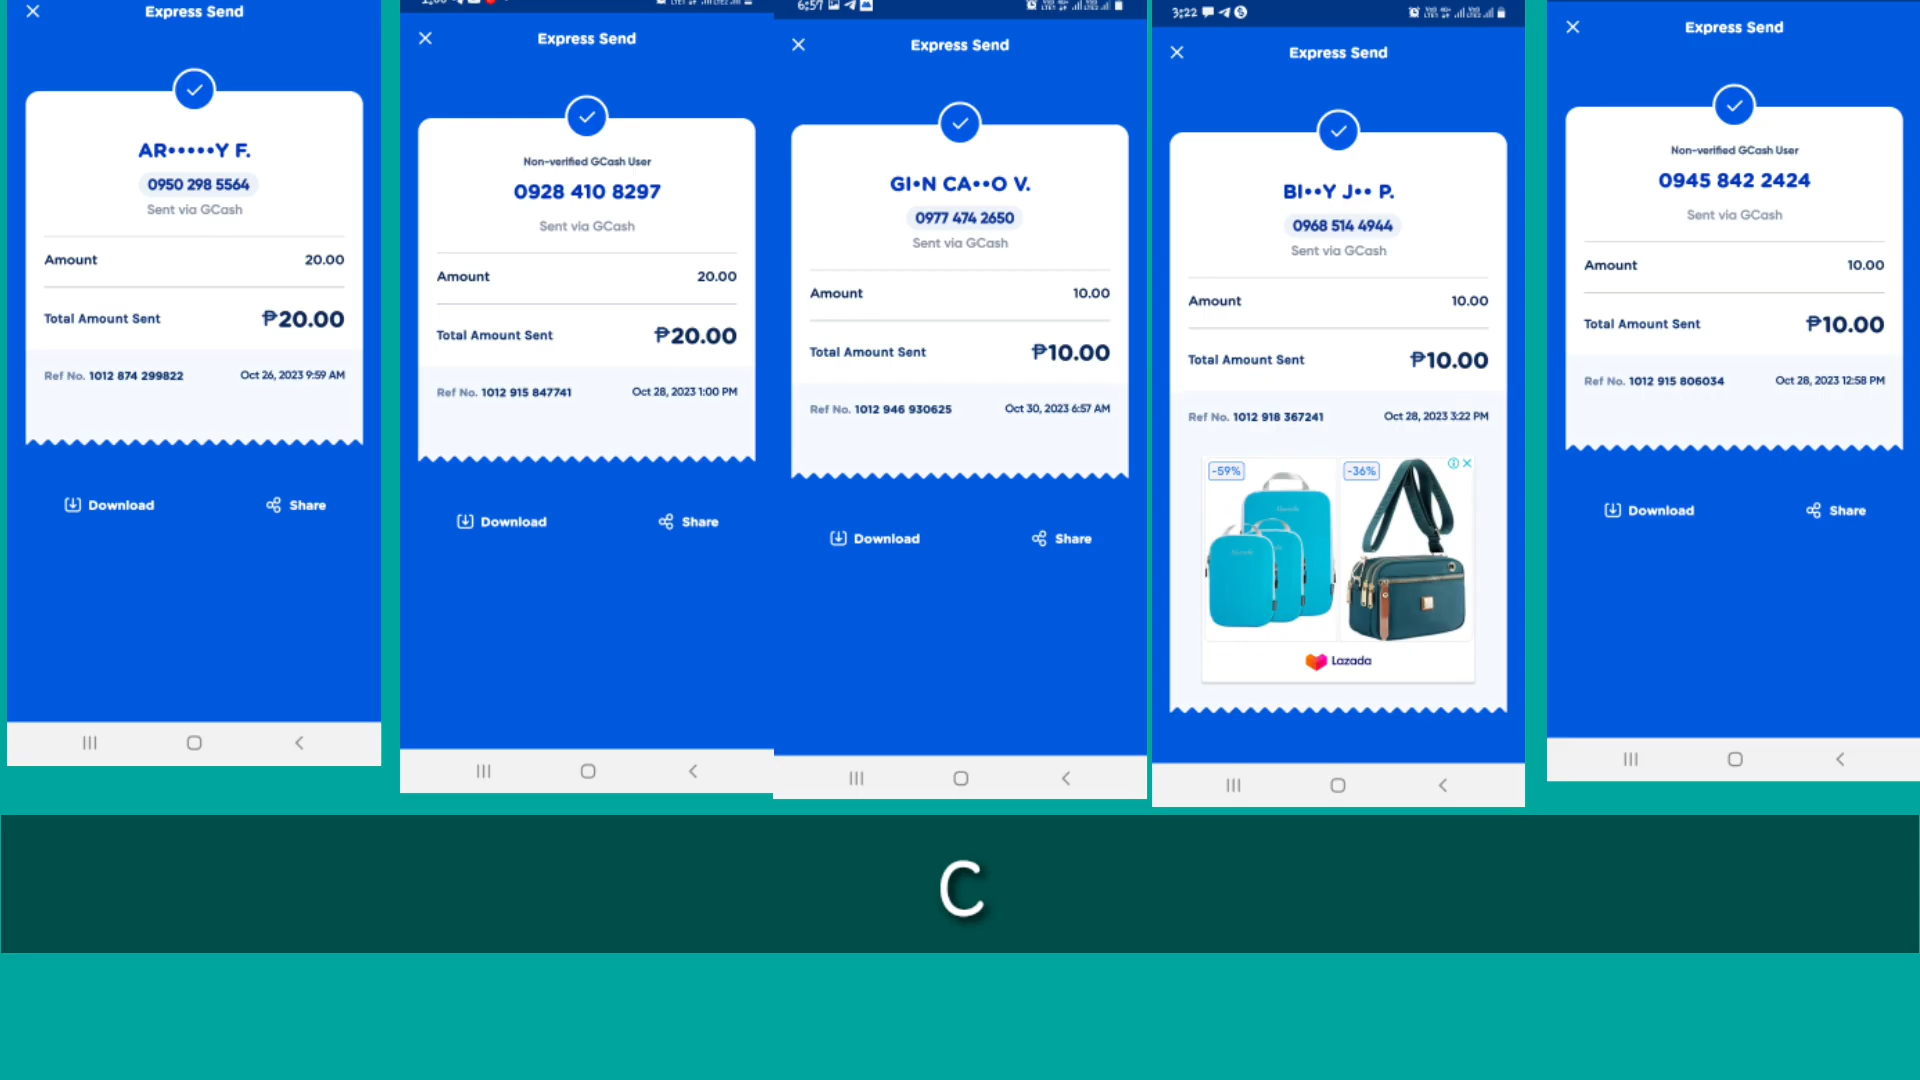 Express Send
AR•••••Y F.
0950 298 5564
Sent via GCash
Amount 20.00
Total Amount Sent ₱20.00
Ref No. 1012 874 299822 Oct 26, 2023 9:59 AM
Download Share
Express Send
Non-verified GCash User
0928 410 8297
Sent via GCash
Amount 20.00
Total Amount Sent ₱20.00
Ref No. 1012 915 847741 Oct 28, 2023 1:00 PM
Download Share
6:57
Express Send
GI•N CA••O V.
0977 474 2650
Sent via GCash
Amount 10.00
Total Amount Sent ₱10.00
Ref No. 1012 946 930625 Oct 30, 2023 6:57 AM
Download Share
3:22
Express Send
BI••Y J•• P.
0968 514 4944
Sent via GCash
Amount 10.00
Total Amount Sent ₱10.00
Ref No. 1012 918 367241 Oct 28, 2023 3:22 PM
-59% -36%
Lazada
Express Send
Non-verified GCash User
0945 842 2424
Sent via GCash
Amount 10.00
Total Amount Sent ₱10.00
Ref No. 1012 915 806034 Oct 28, 2023 12:58 PM
Download Share
C